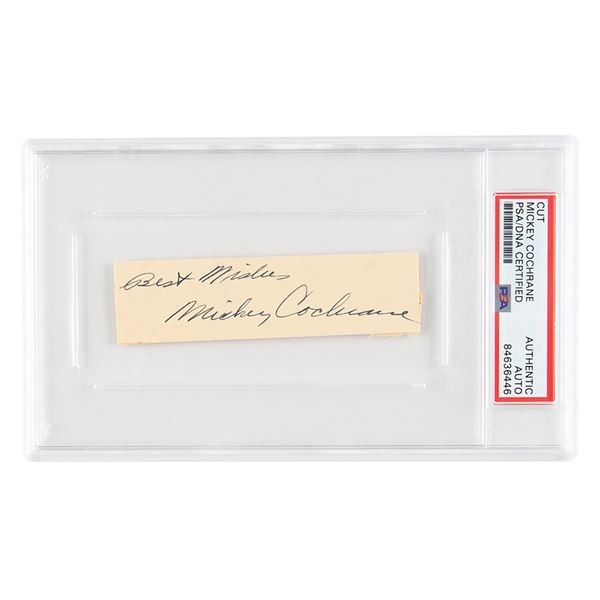 Best Wishes
Mickey Cochrane
CUT
MICKEY COCHRANE
PSA/DNA CERTIFIED
PSA
AUTHENTIC
AUTO
84636446